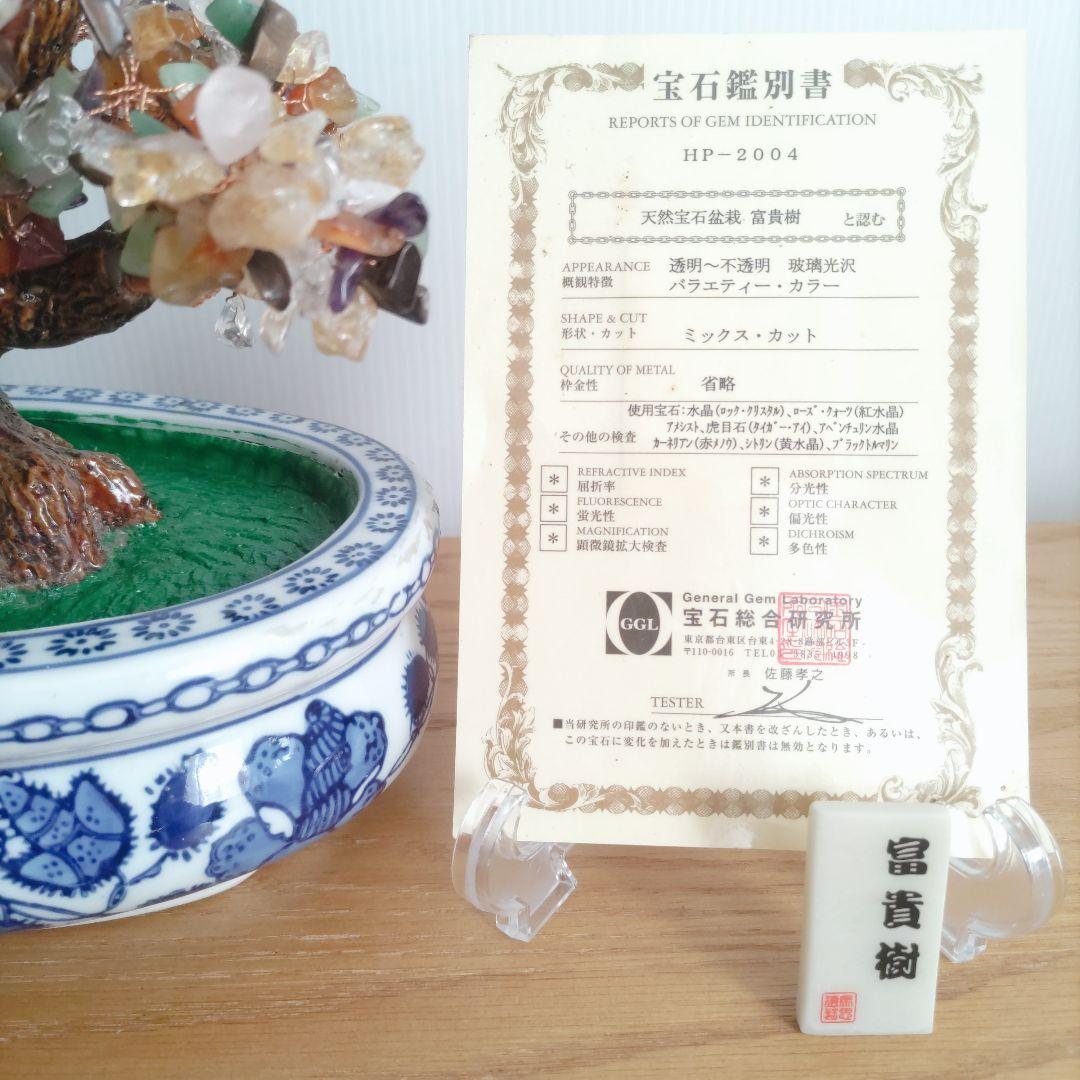 宝石鑑別書
REPORTS OF GEM IDENTIFICATION
HP-2004
天然宝石盆栽 富貴樹 と認む
APPEARANCE 透明～不透明 玻璃光沢
概観特徴 バラエティー・カラー
SHAPE & CUT
形状・カット ミックス・カット
QUALITY OF METAL
枠金性 省略
使用宝石:水晶(ロック・クリスタル)、ローズ・クォーツ(紅水晶)
アメシスト、虎目石(タイガー・アイ)、アベンチュリン水晶
その他の検査 カーネリアン(赤メノウ)、シトリン(黄水晶)、ブラックトルマリン
* REFRACTIVE INDEX
屈折率
* FLUORESCENCE
蛍光性
* MAGNIFICATION
顕微鏡拡大検査
* ABSORPTION SPECTRUM
分光性
* OPTIC CHARACTER
偏光性
* DICHROISM
多色性
GGL
General Gem Laboratory
宝石総合研究所
東京都台東区台東
〒110-0016
所長 佐藤孝之
TESTER
■当研究所の印鑑のないとき、又本書を改ざんしたとき、あるいは、
この宝石に変化を加えたときは鑑別書は無効となります。
富貴樹